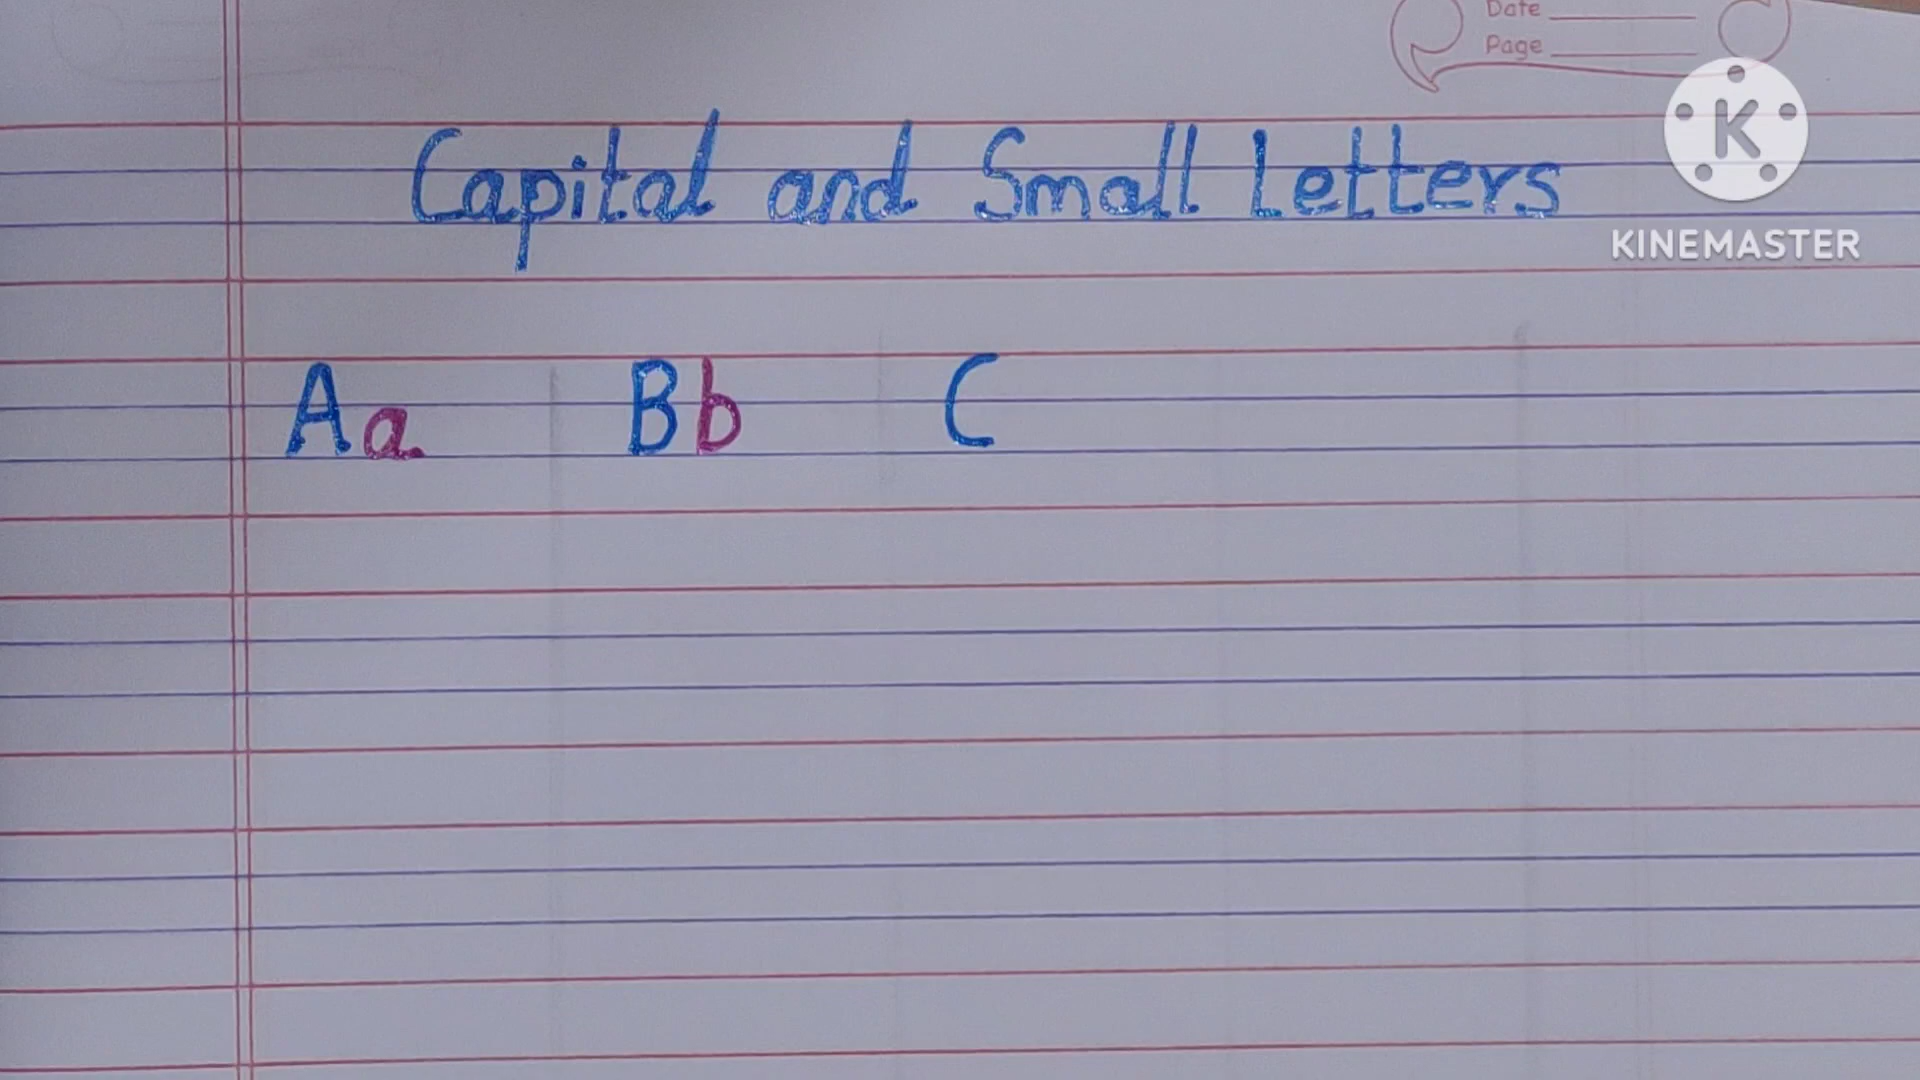 Date
Page
Capital and Small Letters
K
KINEMASTER
Aa Bb C